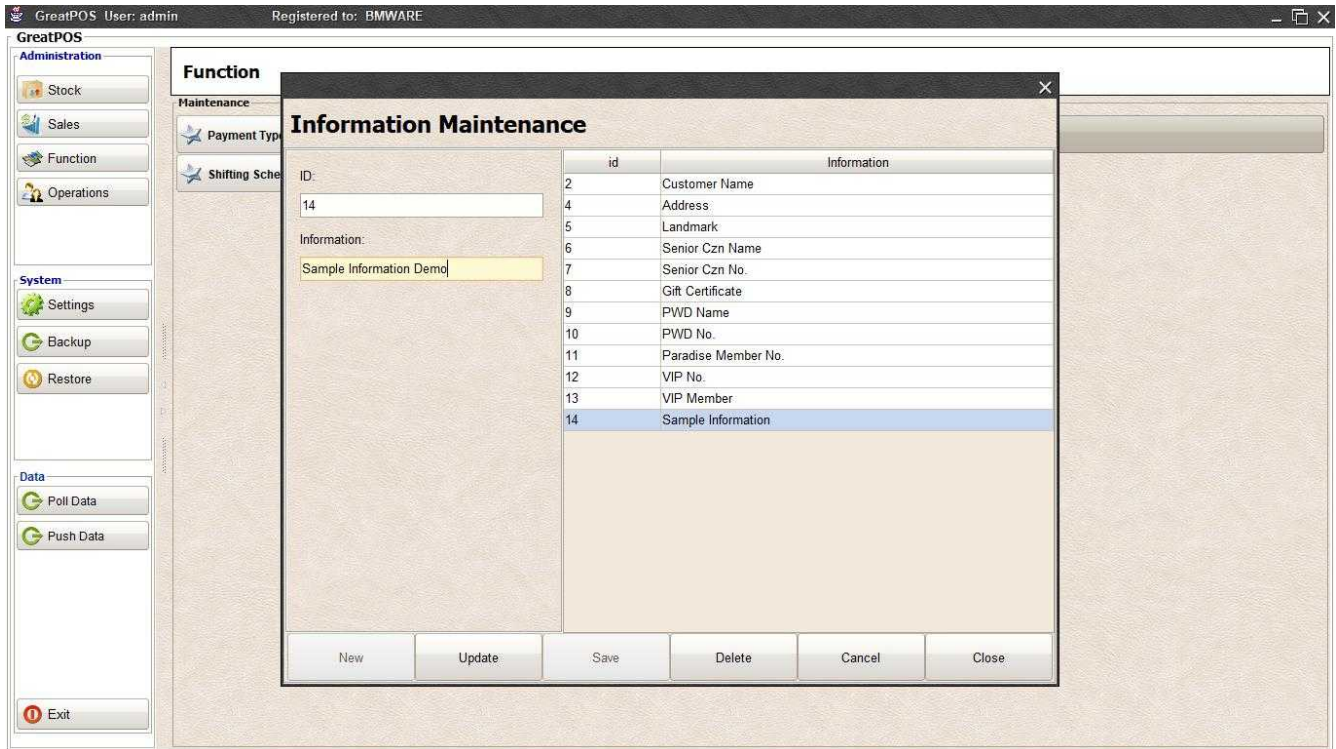 GreatPOS User: admin Registered to: BMWARE
GreatPOS
Administration
Stock
Sales
Function
Operations
System
Settings
Backup
Restore
Data
Poll Data
Push Data
Exit
Function
Maintenance
Payment Typ
Shifting Sche
Information Maintenance
ID:
14
Information:
Sample Information Demo
id Information
2 Customer Name
4 Address
5 Landmark
6 Senior Czn Name
7 Senior Czn No.
8 Gift Certificate
9 PWD Name
10 PWD No.
11 Paradise Member No.
12 VIP No.
13 VIP Member
14 Sample Information
New Update Save Delete Cancel Close